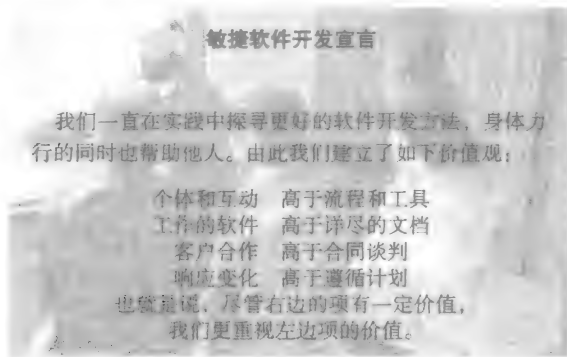 敏捷软件开发宣言
我们一直在实践中探寻更好的软件开发方法，身体力
行的同时也帮助他人。由此我们建立了如下价值观：
个体和互动 高于流程和工具
工作的软件 高于详尽的文档
客户合作 高于合同谈判
响应变化 高于遵循计划
也就是说，尽管右边的项有一定价值，
我们更重视左边项的价值。